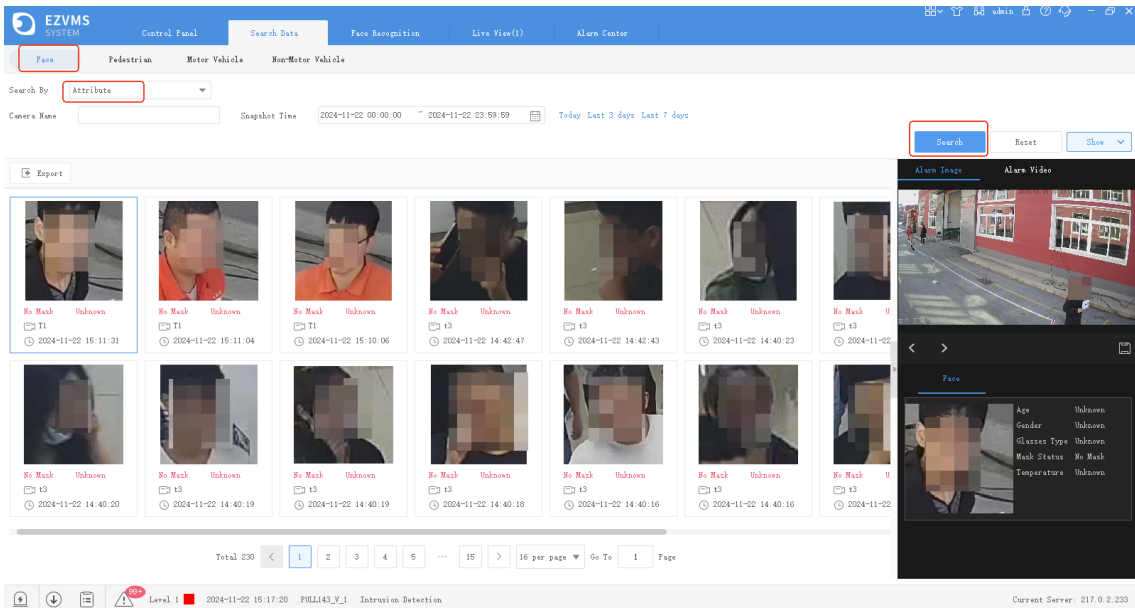 EZVMS
SYSTEM
Control Panel Search Data Face Recognition Live View(1) Alarm Center admin
Face Pedestrian Motor Vehicle Non-Motor Vehicle
Search By Attribute
Camera Name Snapshot Time 2024-11-22 00:00:00 ~ 2024-11-22 23:59:59 Today Last 3 days Last 7 days
Search Reset Show
Export
Alarm Image Alarm Video
No Mask Unknown No Mask Unknown No Mask Unknown No Mask Unknown No Mask Unknown No Mask Unknown No Mask U
T1 T1 T1 t3 t3 t3 t3
2024-11-22 15:11:31 2024-11-22 15:11:04 2024-11-22 15:10:06 2024-11-22 14:42:47 2024-11-22 14:42:43 2024-11-22 14:40:23 2024-11-22
No Mask Unknown No Mask Unknown No Mask Unknown No Mask Unknown No Mask Unknown No Mask Unknown No Mask U
t3 t3 t3 t3 t3 t3 t3
2024-11-22 14:40:20 2024-11-22 14:40:19 2024-11-22 14:40:19 2024-11-22 14:40:18 2024-11-22 14:40:16 2024-11-22 14:40:16 2024-11-22
Face
Age Unknown
Gender Unknown
Glasses Type Unknown
Mask Status No Mask
Temperature Unknown
Total 230 < 1 2 3 4 5 ... 15 > 16 per page Go To 1 Page
99+
Level 1 2024-11-22 15:17:20 PULL143_V_1 Intrusion Detection Current Server: 217.0.2.233